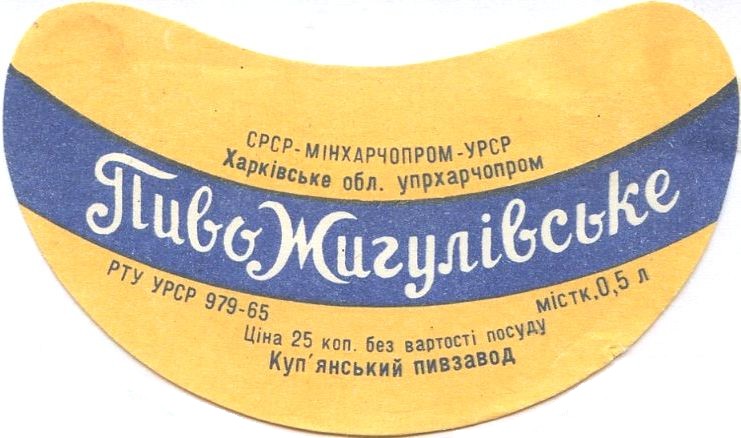 СРСР-МІНХАРЧОПРОМ-УРСР
Харківське обл. упрхарчопром
Пиво Жигулівське
РТУ УРСР 979-65
містк.0,5 л
Ціна 25 коп. без вартості посуду
Куп'янський пивзавод